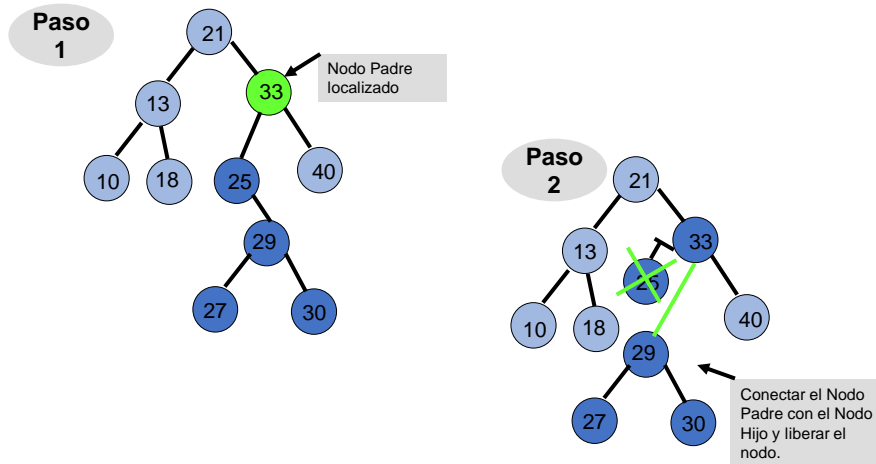 Paso
1
21
Nodo Padre
localizado
33
13
10
18
25
40
29
27
30
Paso
2
21
13
33
25
10
18
40
29
Conectar el Nodo
Padre con el Nodo
Hijo y liberar el
nodo.
27
30